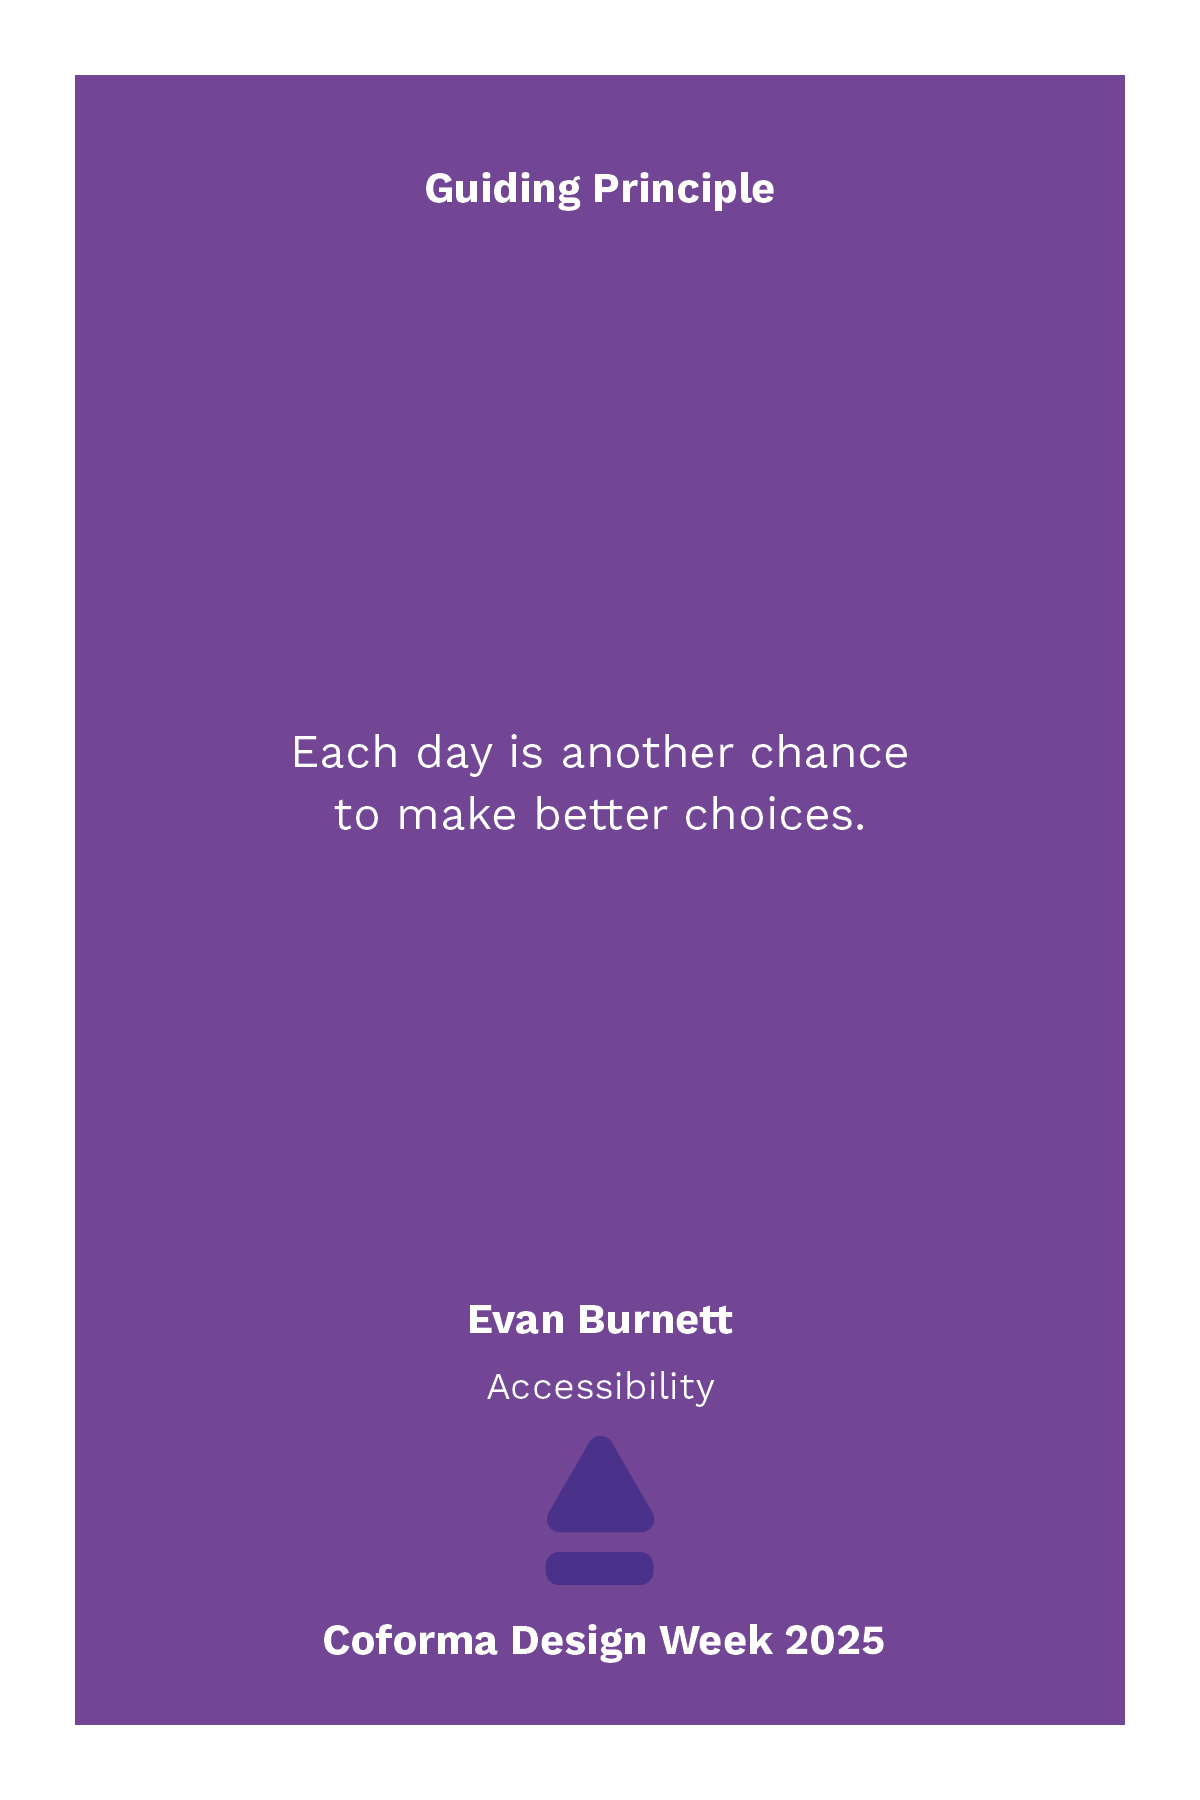 Guiding Principle
Each day is another chance
to make better choices.
Evan Burnett
Accessibility
Coforma Design Week 2025